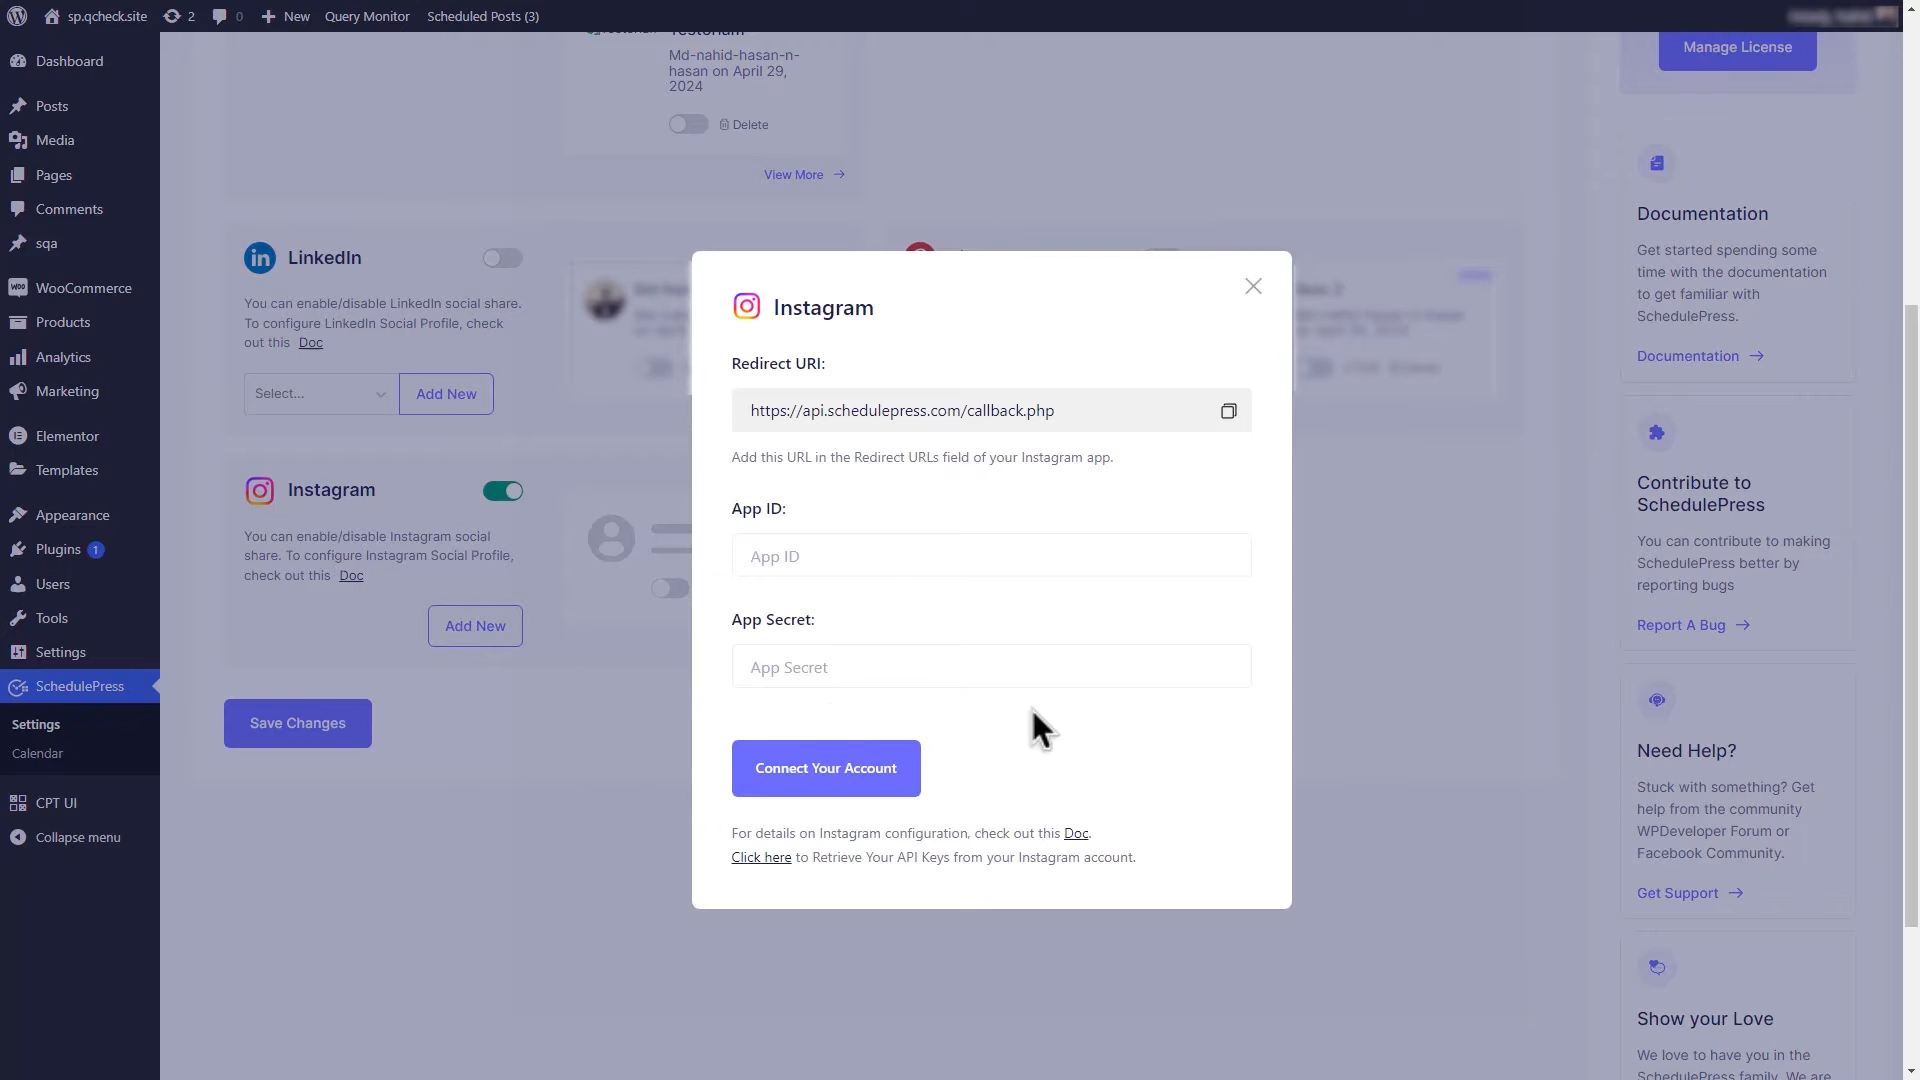 sp.qcheck.site
2
0
New
Query Monitor
Scheduled Posts (3)
Dashboard
Posts
Media
Pages
Comments
sqa
WooCommerce
Products
Analytics
Marketing
Elementor
Templates
Appearance
Plugins 1
Users
Tools
Settings
SchedulePress
Settings
Calendar
CPT UI
Collapse menu
Md-nahid-hasan-n-
hasan on April 29,
2024
Delete
View More
LinkedIn
You can enable/disable LinkedIn social share.
To configure LinkedIn Social Profile, check
out this Doc
Select...
Add New
Instagram
You can enable/disable Instagram social
share. To configure Instagram Social Profile,
check out this Doc
Add New
Save Changes
Instagram
Redirect URI:
https://api.schedulepress.com/callback.php
Add this URL in the Redirect URLs field of your Instagram app.
App ID:
App ID
App Secret:
App Secret
Connect Your Account
For details on Instagram configuration, check out this Doc.
Click here to Retrieve Your API Keys from your Instagram account.
Manage License
Documentation
Get started spending some
time with the documentation
to get familiar with
SchedulePress.
Documentation
Contribute to
SchedulePress
You can contribute to making
SchedulePress better by
reporting bugs
Report A Bug
Need Help?
Stuck with something? Get
help from the community
WPDeveloper Forum or
Facebook Community.
Get Support
Show your Love
We love to have you in the
SchedulePress family. We are